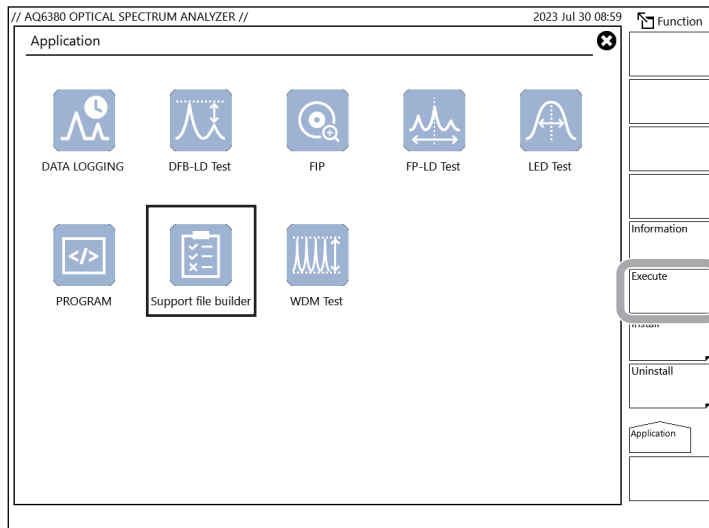 // AQ6380 OPTICAL SPECTRUM ANALYZER //
2023 Jul 30 08:59
Function
Application
DATA LOGGING
DFB-LD Test
FIP
FP-LD Test
LED Test
</>
PROGRAM
Support file builder
WDM Test
Information
Execute
Install
Uninstall
Application